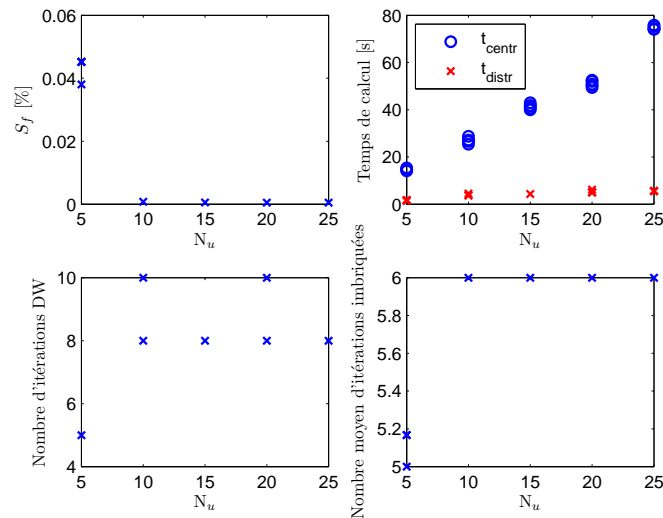 0.06
0.04
0.02
0
S_f [%]
5 10 15 20 25
N_u
80
60
40
20
0
Temps de calcul [s]
t_centr
t_distr
5 10 15 20 25
N_u
10
8
6
4
Nombre d'itérations DW
5 10 15 20 25
N_u
6
5.8
5.6
5.4
5.2
5
Nombre moyen d'itérations imbriquées
5 10 15 20 25
N_u